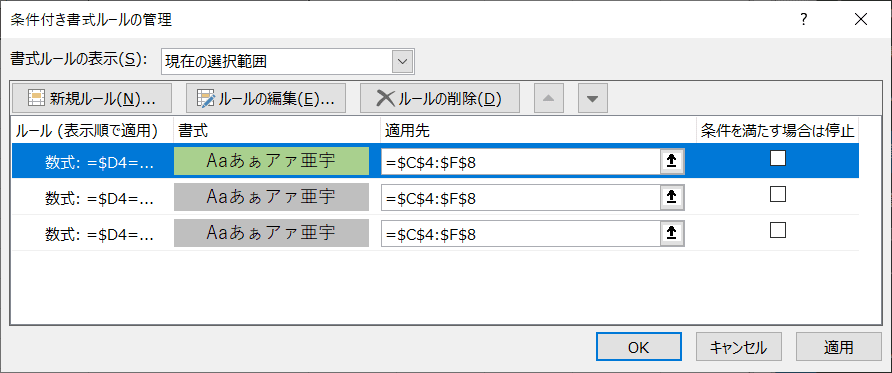 条件付き書式ルールの管理
書式ルールの表示(S): 現在の選択範囲
新規ルール(N)... ルールの編集(E)... ルールの削除(D)
ルール (表示順で適用) 書式 適用先 条件を満たす場合は停止
数式: =$D4=... Aaあぁアァ亜宇 =$C$4:$F$8
数式: =$D4=... Aaあぁアァ亜宇 =$C$4:$F$8
数式: =$D4=... Aaあぁアァ亜宇 =$C$4:$F$8
OK キャンセル 適用